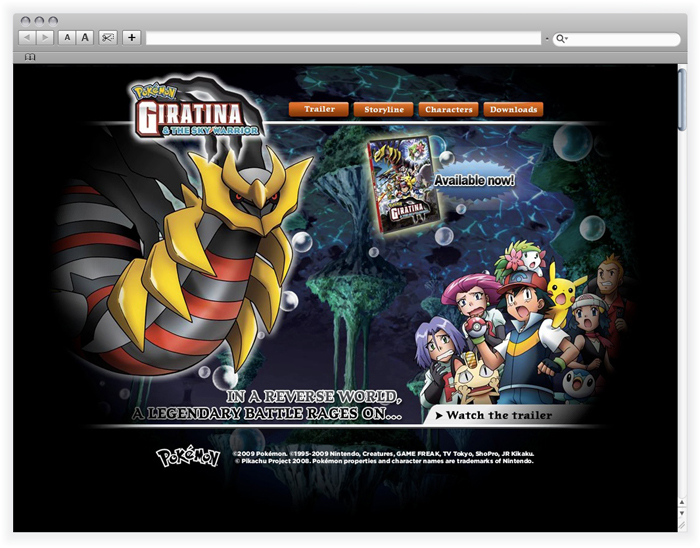 A A +
Pokémon
GIRATINA
& THE SKY WARRIOR
Trailer Storyline Characters Downloads
GIRATINA
Available now!
IN A REVERSE WORLD,
A LEGENDARY BATTLE RAGES ON...
Watch the trailer
POKéMON
©2009 Pokémon. ©1995-2009 Nintendo, Creatures, GAME FREAK, TV Tokyo, ShoPro, JR Kikaku.
© Pikachu Project 2008. Pokémon properties and character names are trademarks of Nintendo.